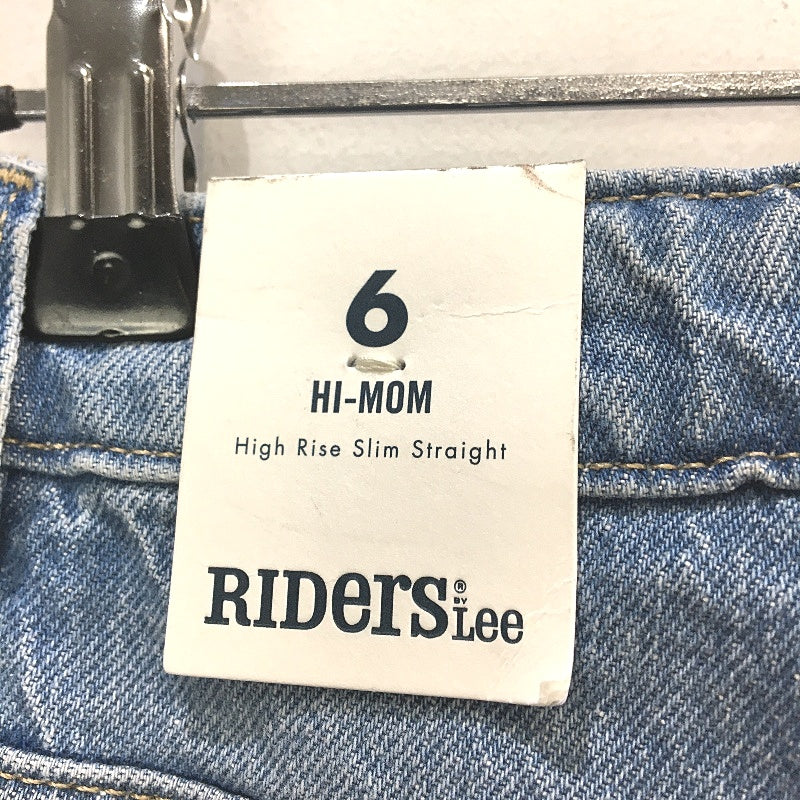 6
HI-MOM
High Rise Slim Straight
RIDERS® BY Lee